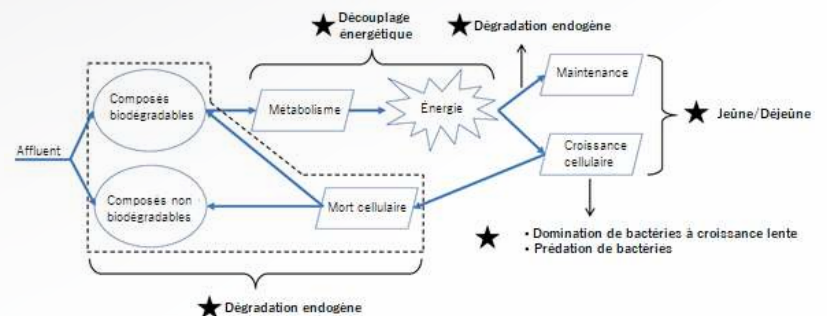 Découplage
énergétique
Dégradation endogène
Composés
biodégradables
Métabolisme
Énergie
Maintenance
Jeûne/Déjeûne
Affluent
Croissance
cellulaire
Composés non
biodégradables
Mort cellulaire
• Domination de bactéries à croissance lente
• Prédation de bactéries
Dégradation endogène